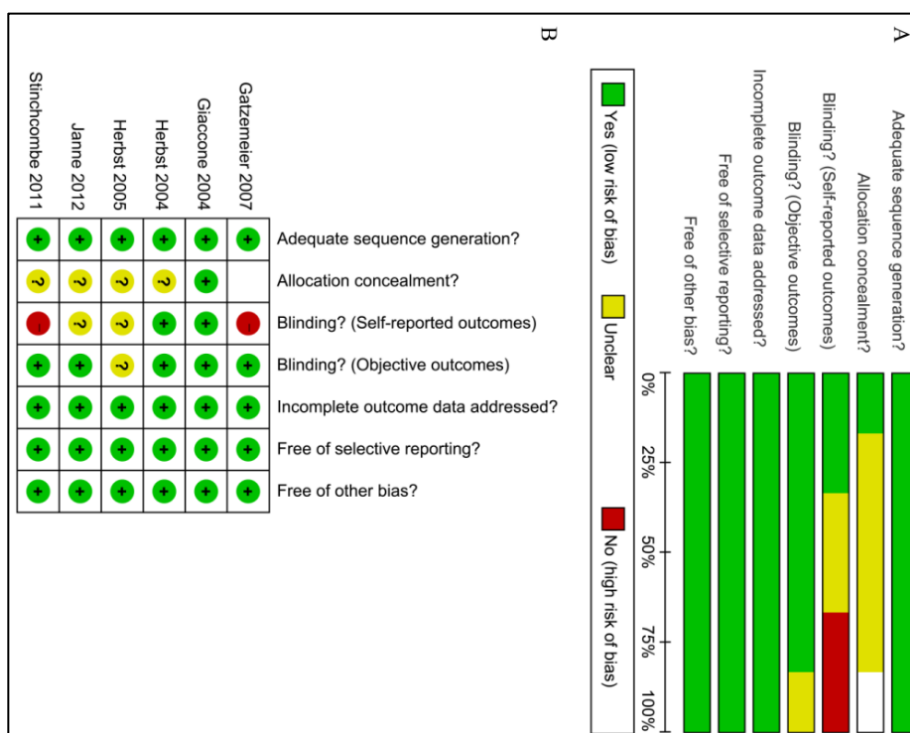 A
Adequate sequence generation?
Allocation concealment?
Blinding? (Self-reported outcomes)
Blinding? (Objective outcomes)
Incomplete outcome data addressed?
Free of selective reporting?
Free of other bias?
0% 25% 50% 75% 100%
Yes (low risk of bias) Unclear No (high risk of bias)
B
Adequate sequence generation?
Allocation concealment?
Blinding? (Self-reported outcomes)
Blinding? (Objective outcomes)
Incomplete outcome data addressed?
Free of selective reporting?
Free of other bias?
Gatzemeier 2007 + – + + + +
Giaccone 2004 + + + + + + +
Herbst 2004 + ? + + + + +
Herbst 2005 + ? ? ? + + +
Janne 2012 + ? ? + + + +
Stinchcombe 2011 + ? – + + + +